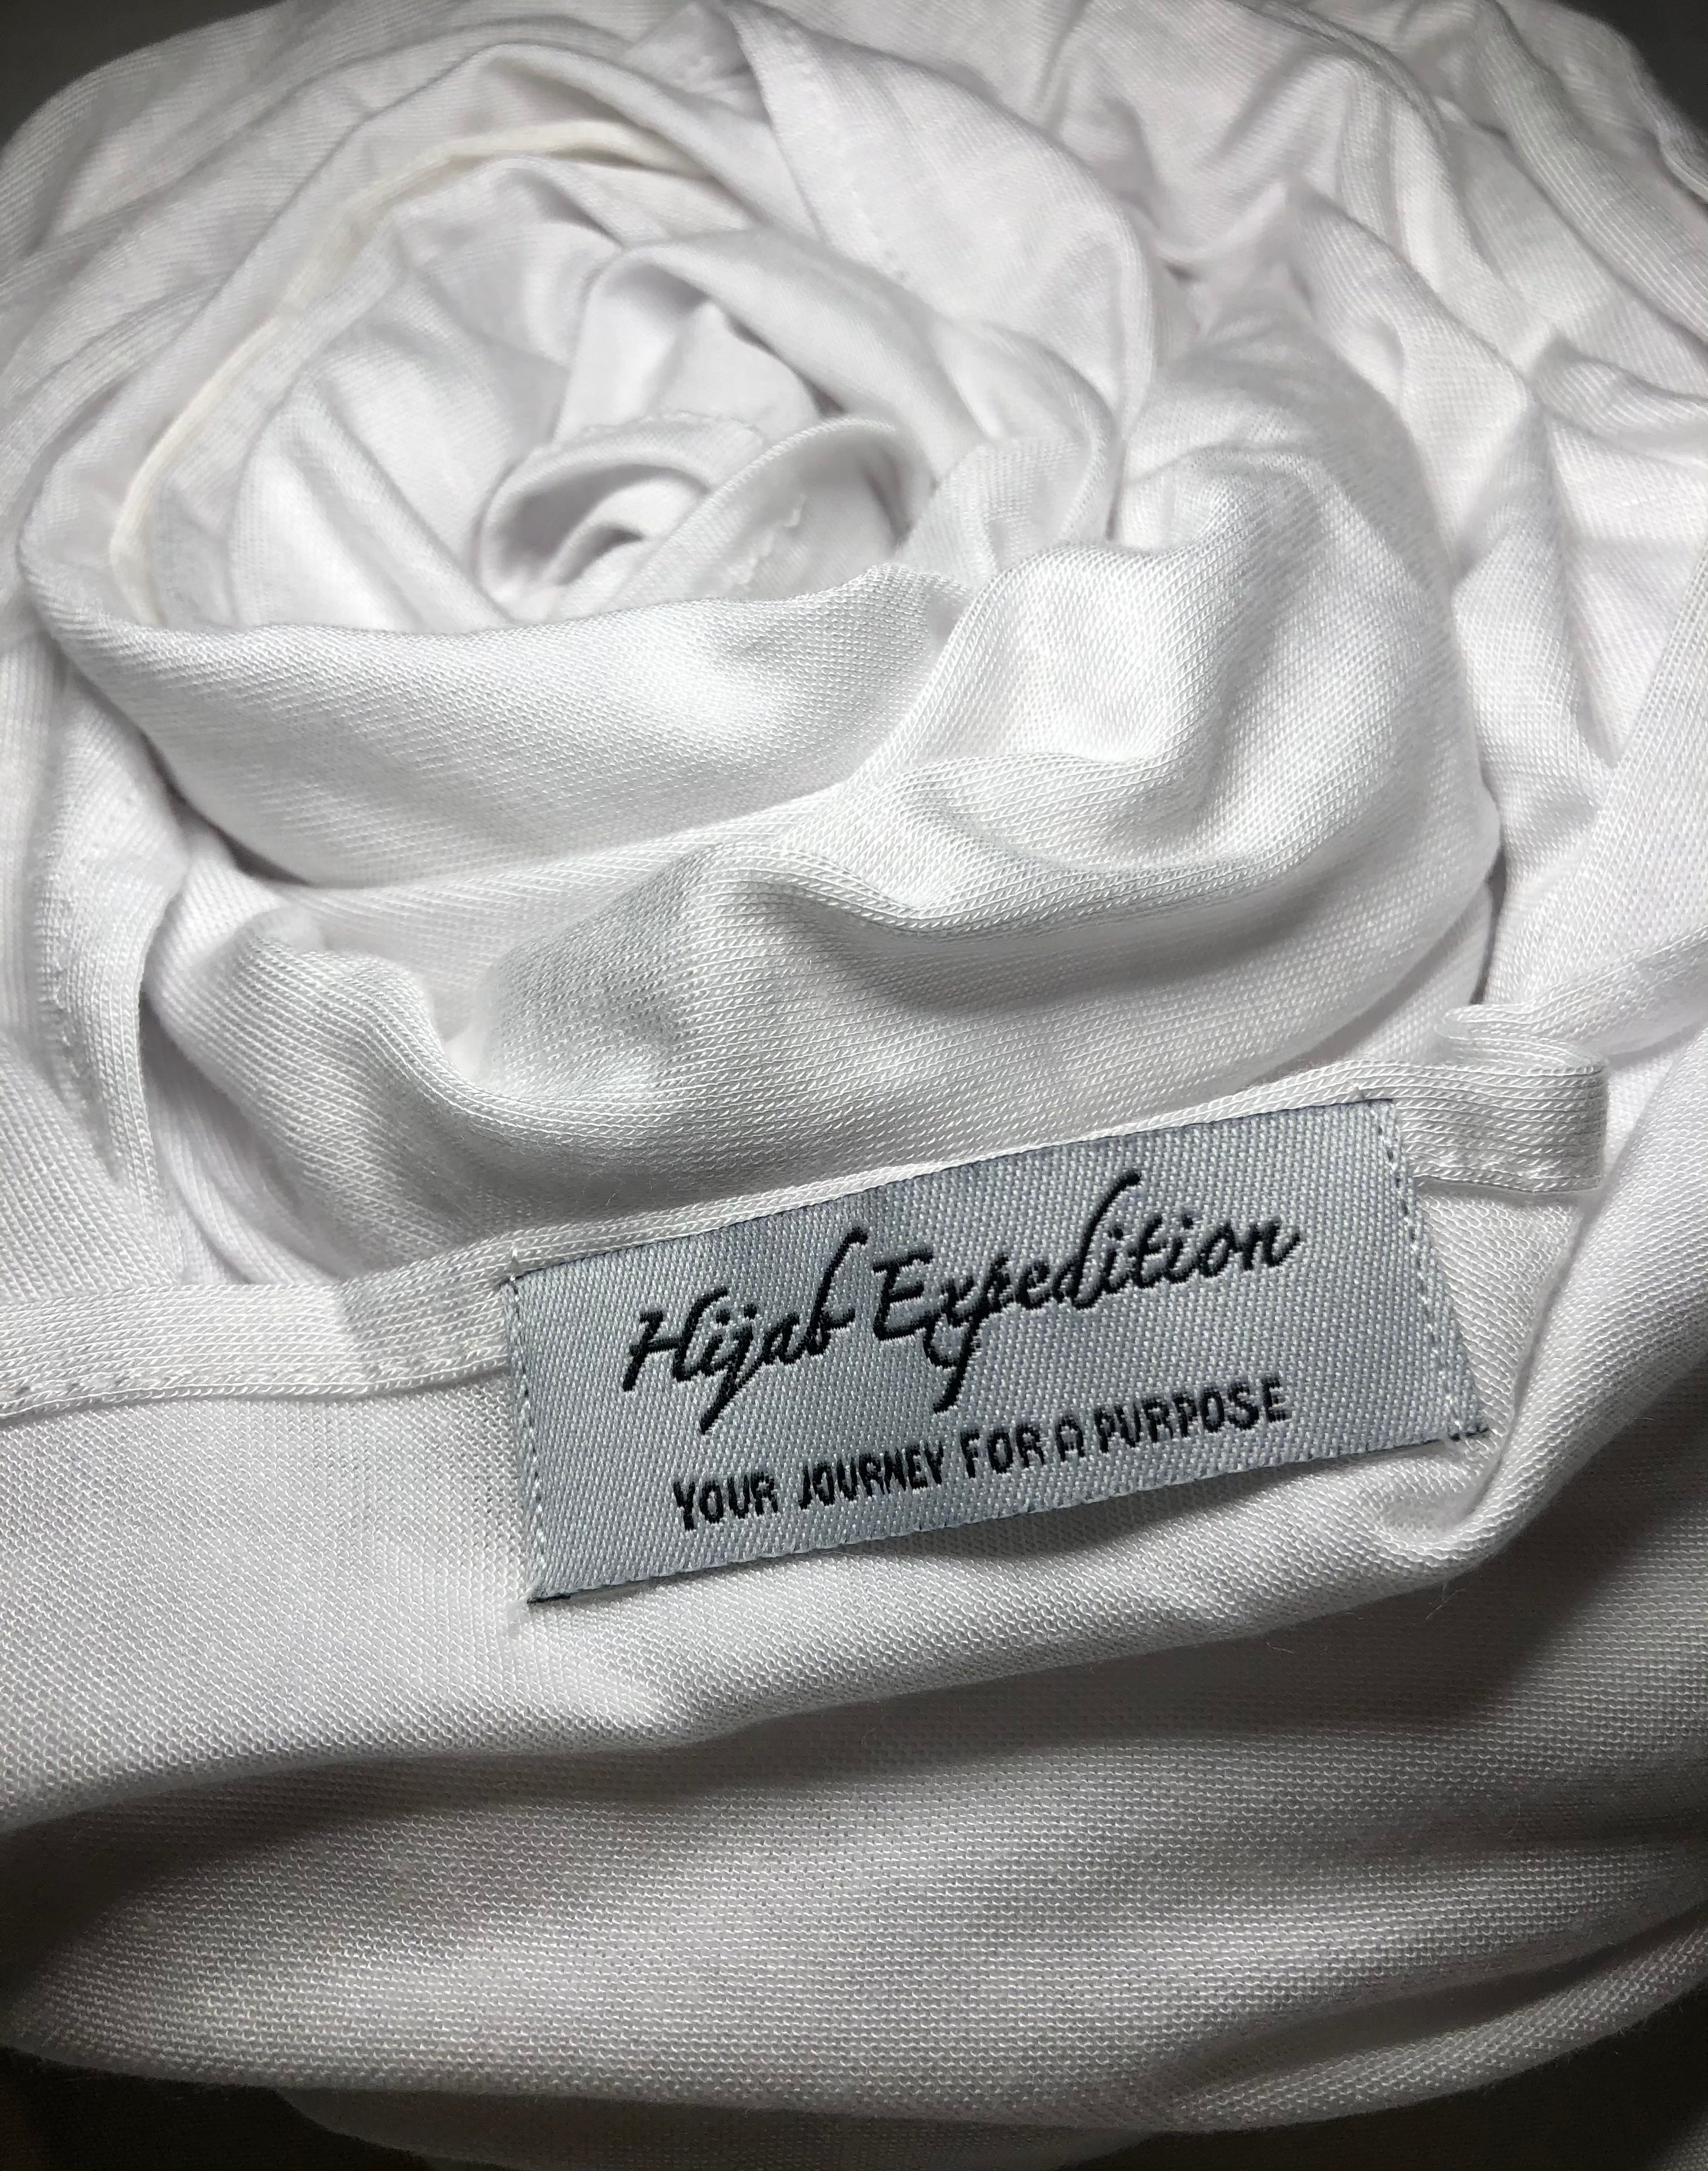 Hijab Expedition
YOUR JOURNEY FOR A PURPOSE